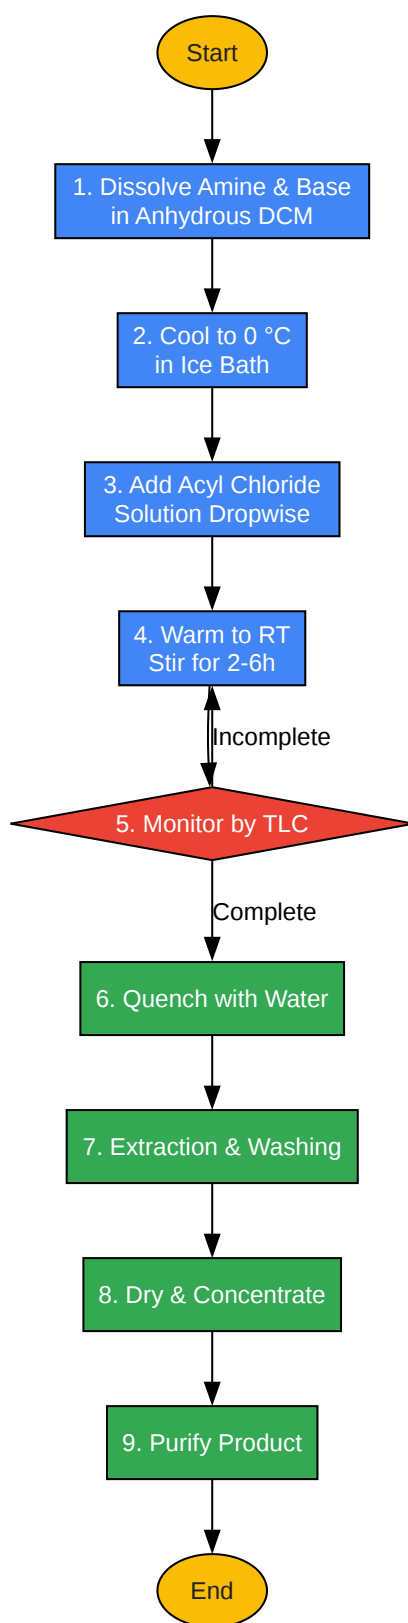 Start
1. Dissolve Amine & Base
in Anhydrous DCM
2. Cool to 0 °C
in Ice Bath
3. Add Acyl Chloride
Solution Dropwise
4. Warm to RT
Stir for 2-6h
Incomplete
5. Monitor by TLC
Complete
6. Quench with Water
7. Extraction & Washing
8. Dry & Concentrate
9. Purify Product
End